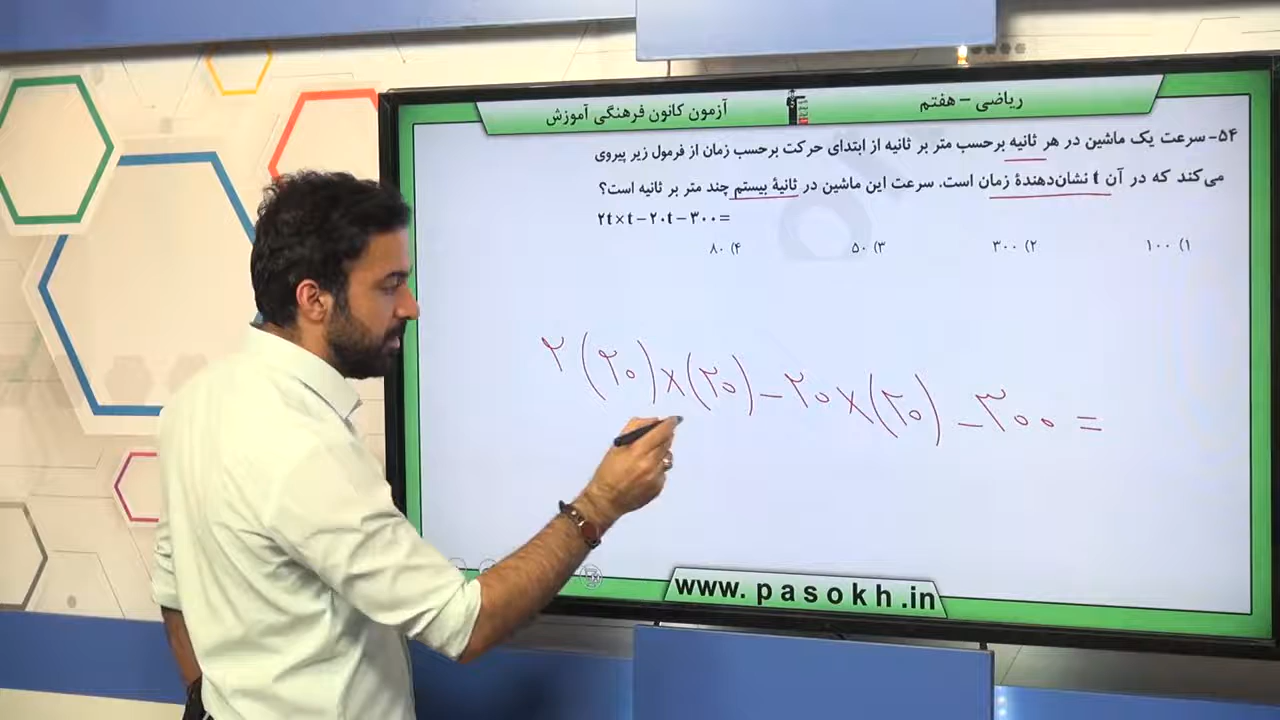 ریاضی – هفتم
آزمون کانون فرهنگی آموزش
۵۴- سرعت یک ماشین در هر ثانیه برحسب متر بر ثانیه از ابتدای حرکت برحسب زمان از فرمول زیر پیروی
می‌کند که در آن t نشان‌دهندهٔ زمان است. سرعت این ماشین در ثانیهٔ بیستم چند متر بر ثانیه است؟
۲t×t-۲۰t-۳۰۰=
۱) ۱۰۰ ۲) ۳۰۰ ۳) ۵۰ ۴) ۸۰
۲(۲۰)×(۲۰)-۲۰×(۲۰)-۳۰۰=
www.pasokh.in